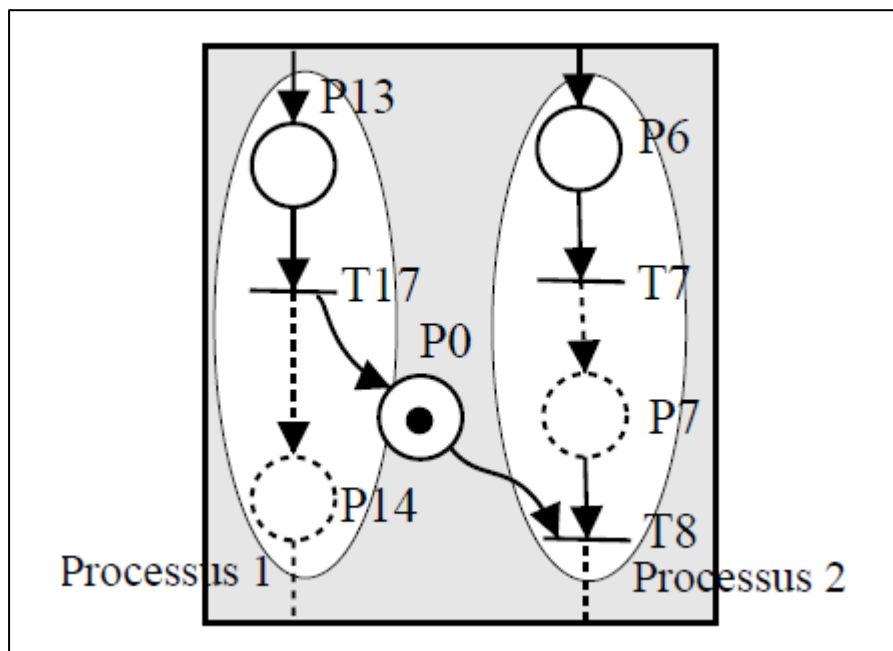 P13
P6
T17
T7
P0
P7
P14
T8
Processus 1
Processus 2